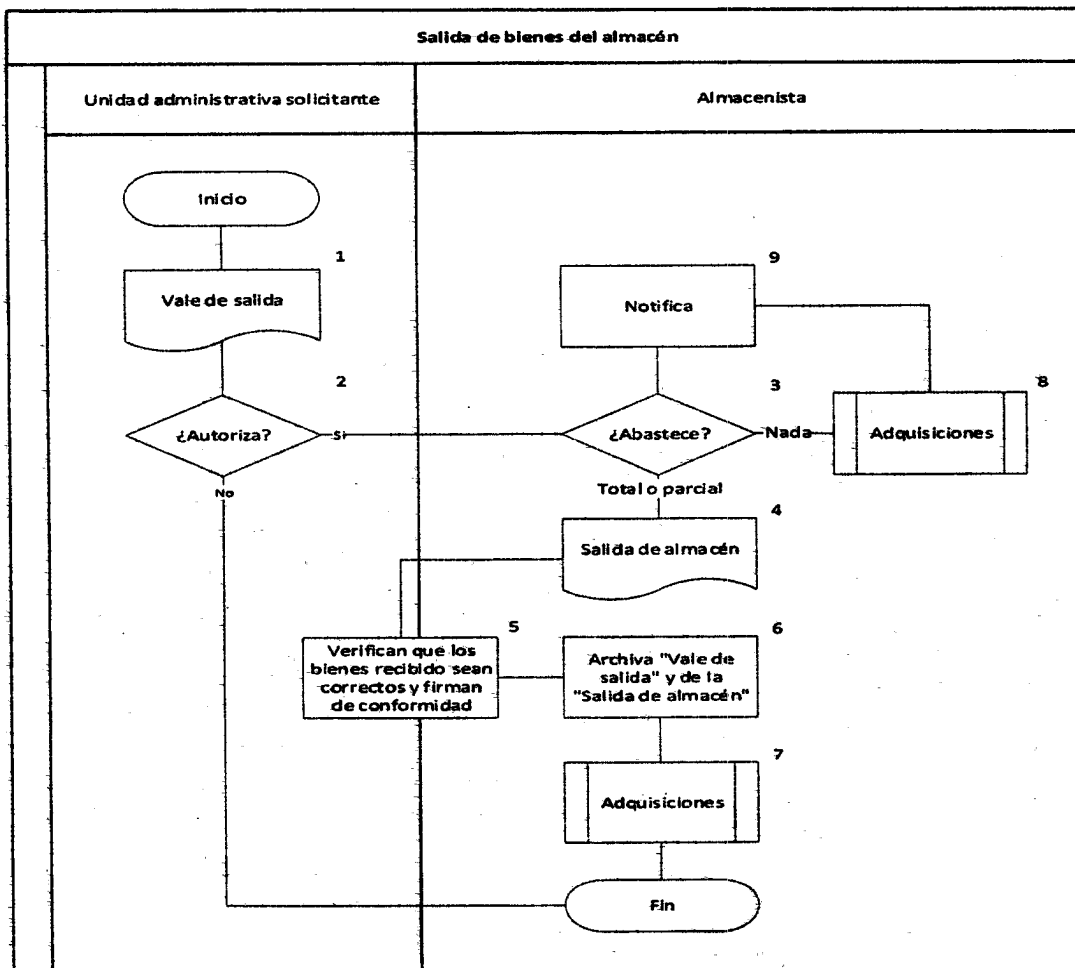 Salida de bienes del almacén
Unidad administrativa solicitante
Almacenista
Inicio
1
Vale de salida
2
¿Autoriza?
Si
No
9
Notifica
3
¿Abastece?
Nada
8
Adquisiciones
Total o parcial
4
Salida de almacén
5
Verifican que los
bienes recibido sean
correctos y firman
de conformidad
6
Archiva "Vale de
salida" y de la
"Salida de almacén"
7
Adquisiciones
Fin